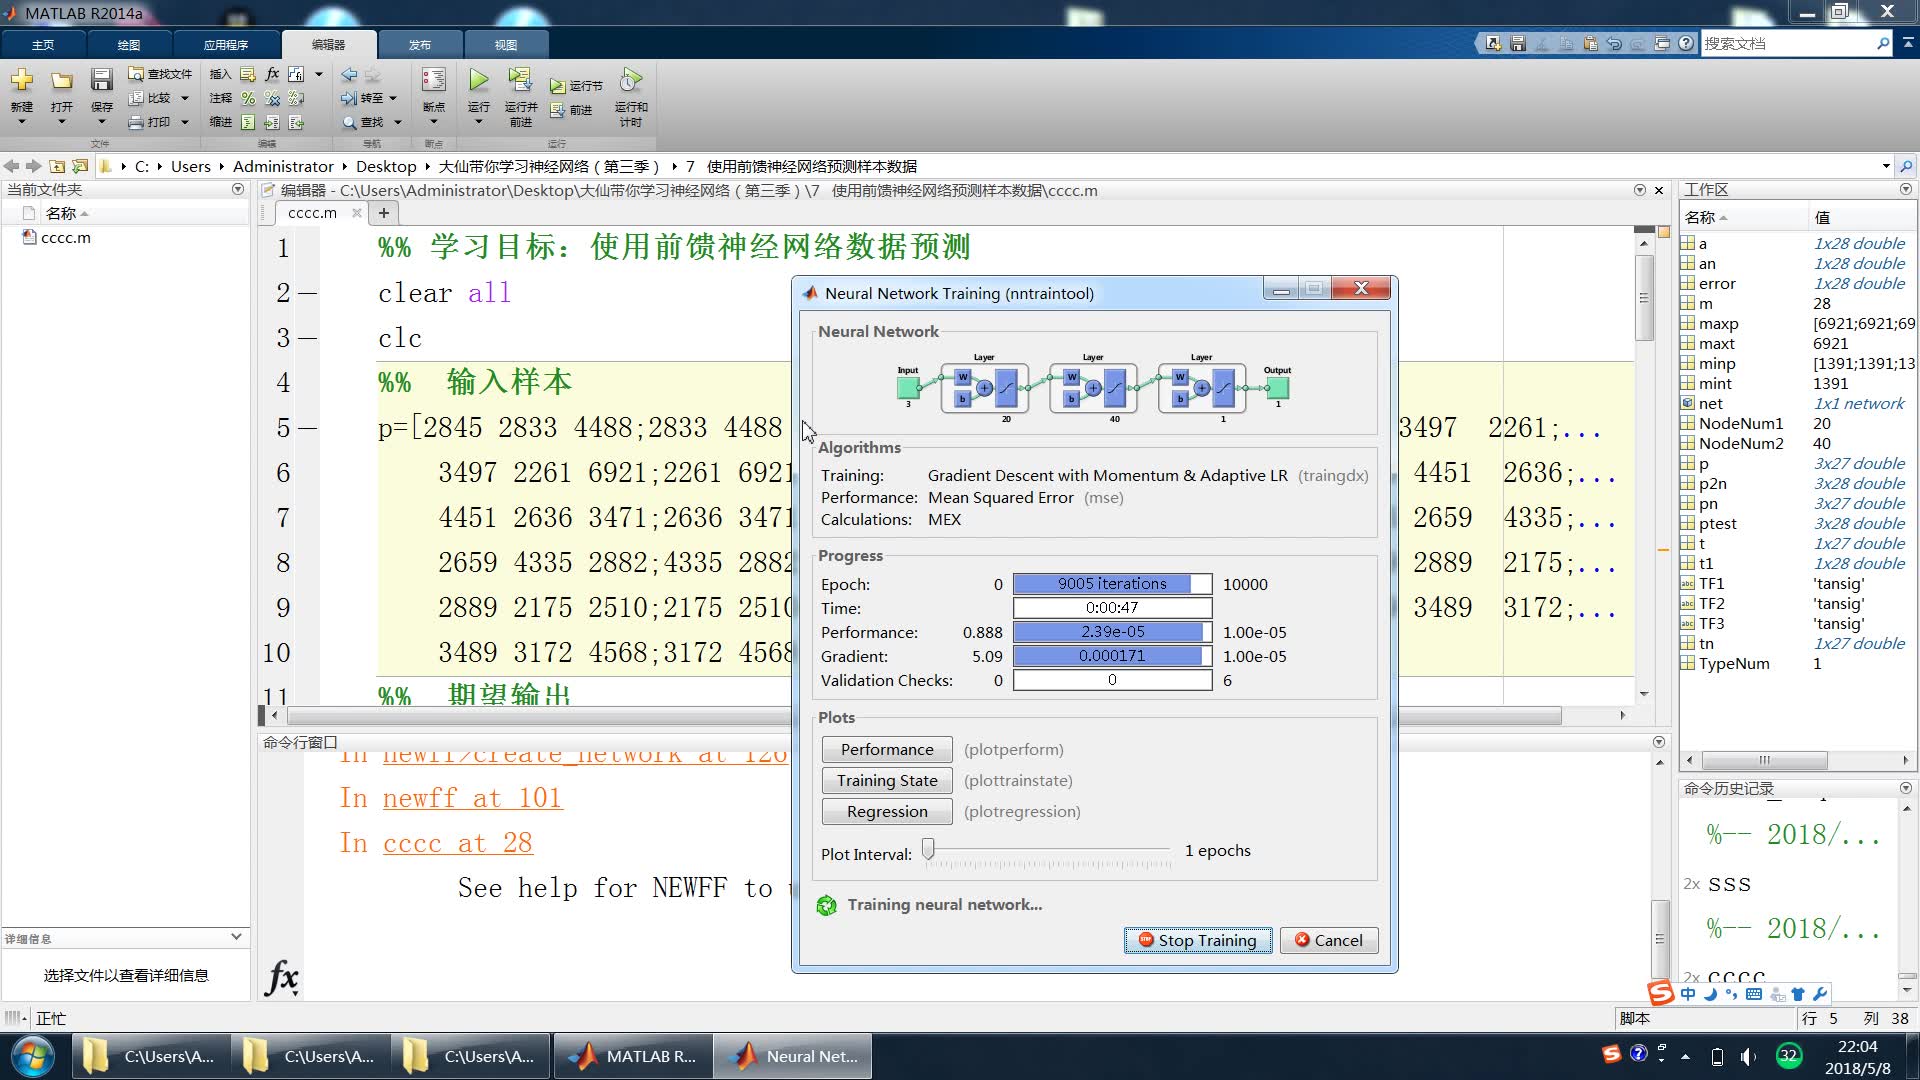 MATLAB R2014a
主页 绘图 应用程序 编辑器 发布 视图
搜索文档
新建 打开 保存 查找文件 比较 打印
插入 注释 缩进
转至 查找
断点 运行 运行并前进 运行节 前进 运行和计时
文件 编辑 导航 断点 运行
C: Users Administrator Desktop 大仙带你学习神经网络（第三季） 7 使用前馈神经网络预测样本数据
当前文件夹
名称
cccc.m
详细信息
选择文件以查看详细信息
编辑器 - C:\Users\Administrator\Desktop\大仙带你学习神经网络（第三季）\7 使用前馈神经网络预测样本数据\cccc.m
cccc.m
1 %% 学习目标：使用前馈神经网络数据预测
2 clear all
3 clc
4 %% 输入样本
5 p=[2845 2833 4488;2833 4488 3497 2261;...
6 3497 2261 6921;2261 6921 4451 2636;...
7 4451 2636 3471;2636 3471 2659 4335;...
8 2659 4335 2882;4335 2882 2889 2175;...
9 2889 2175 2510;2175 2510 3489 3172;...
10 3489 3172 4568;3172 4568
11 %% 期望输出
命令行窗口
In newff>create_network at 126
In newff at 101
In cccc at 28
See help for NEWFF to
fx
Neural Network Training (nntraintool)
Neural Network
Input Layer Layer Layer Output
W b W b W b
3 20 40 1 1
Algorithms
Training: Gradient Descent with Momentum & Adaptive LR (traingdx)
Performance: Mean Squared Error (mse)
Calculations: MEX
Progress
Epoch: 0 9005 iterations 10000
Time: 0:00:47
Performance: 0.888 2.39e-05 1.00e-05
Gradient: 5.09 0.000171 1.00e-05
Validation Checks: 0 0 6
Plots
Performance (plotperform)
Training State (plottrainstate)
Regression (plotregression)
Plot Interval: 1 epochs
Training neural network...
Stop Training Cancel
工作区
名称 值
a 1x28 double
an 1x28 double
error 1x28 double
m 28
maxp [6921;6921;69
maxt 6921
minp [1391;1391;13
mint 1391
net 1x1 network
NodeNum1 20
NodeNum2 40
p 3x27 double
p2n 3x28 double
pn 3x27 double
ptest 3x28 double
t 1x27 double
t1 1x28 double
TF1 'tansig'
TF2 'tansig'
TF3 'tansig'
tn 1x27 double
TypeNum 1
命令历史记录
%-- 2018/...
2x sss
%-- 2018/...
2x cccc
中
正忙
脚本 行 5 列 38
C:\Users\A... C:\Users\A... C:\Users\A... MATLAB R... Neural Net...
32
22:04
2018/5/8